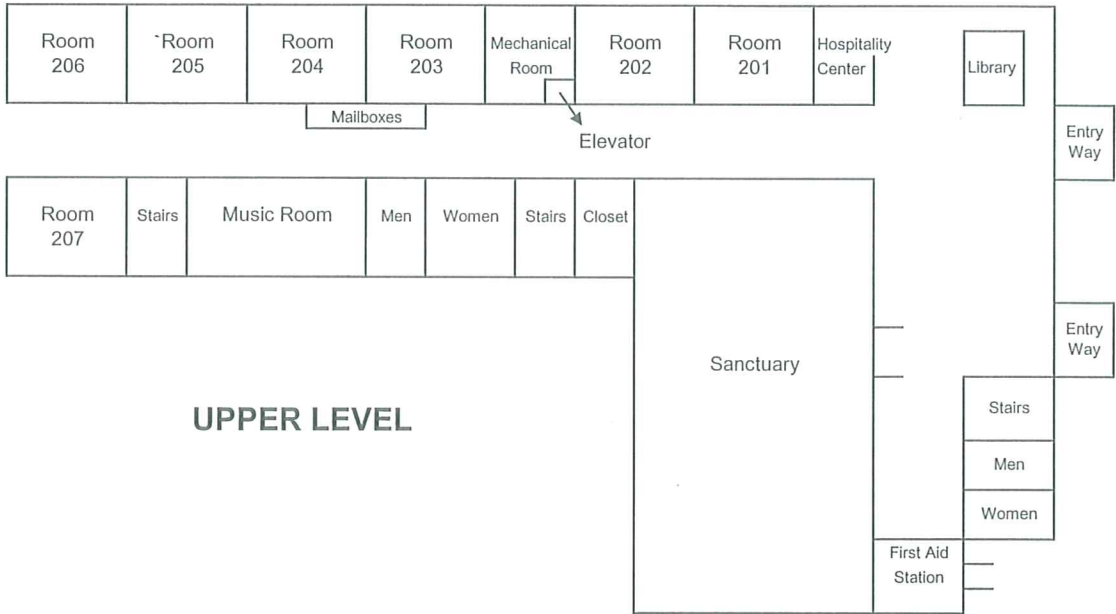 Room
206
Room
205
Room
204
Room
203
Mechanical
Room
Room
202
Room
201
Hospitality
Center
Library
Mailboxes
Elevator
Entry
Way
Room
207
Stairs
Music Room
Men
Women
Stairs
Closet
Entry
Way
Sanctuary
UPPER LEVEL
Stairs
Men
Women
First Aid
Station